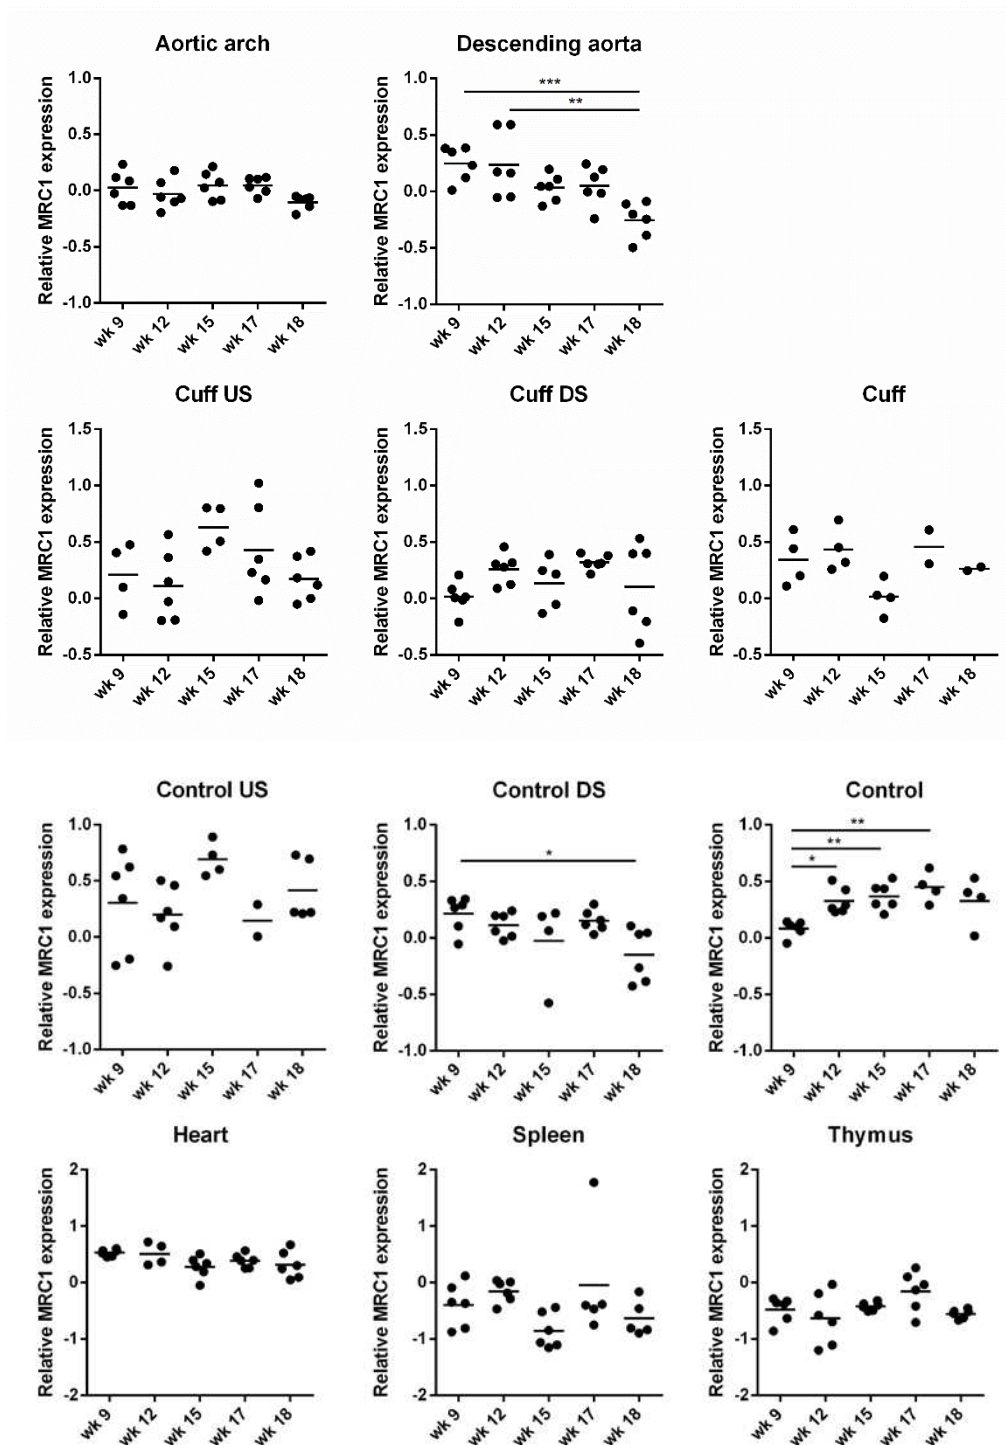 Aortic arch
Relative MRC1 expression
1.0
0.5
0.0
-0.5
-1.0
wk 9
wk 12
wk 15
wk 17
wk 18
Descending aorta
Relative MRC1 expression
1.0
0.5
0.0
-0.5
-1.0
***
**
wk 9
wk 12
wk 15
wk 17
wk 18
Cuff US
Relative MRC1 expression
1.5
1.0
0.5
0.0
-0.5
wk 9
wk 12
wk 15
wk 17
wk 18
Cuff DS
Relative MRC1 expression
1.5
1.0
0.5
0.0
-0.5
wk 9
wk 12
wk 15
wk 17
wk 18
Cuff
Relative MRC1 expression
1.5
1.0
0.5
0.0
-0.5
wk 9
wk 12
wk 15
wk 17
wk 18
Control US
Relative MRC1 expression
1.0
0.5
0.0
-0.5
-1.0
wk 9
wk 12
wk 15
wk 17
wk 18
Control DS
Relative MRC1 expression
1.0
0.5
0.0
-0.5
-1.0
*
wk 9
wk 12
wk 15
wk 17
wk 18
Control
Relative MRC1 expression
1.0
0.5
0.0
-0.5
-1.0
**
**
*
wk 9
wk 12
wk 15
wk 17
wk 18
Heart
Relative MRC1 expression
2
1
0
-1
-2
wk 9
wk 12
wk 15
wk 17
wk 18
Spleen
Relative MRC1 expression
2
1
0
-1
-2
wk 9
wk 12
wk 15
wk 17
wk 18
Thymus
Relative MRC1 expression
2
1
0
-1
-2
wk 9
wk 12
wk 15
wk 17
wk 18